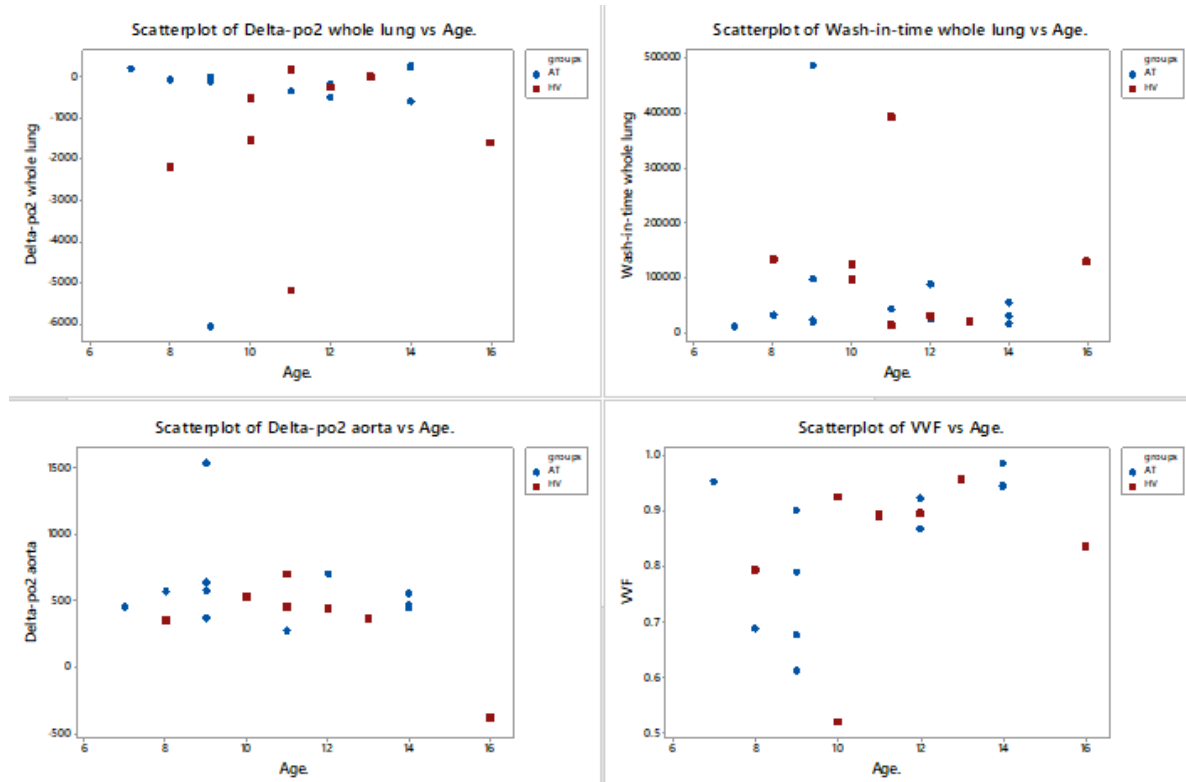 Scatterplot of Delta-po2 whole lung vs Age.
groups
AT
HV
Delta-po2 whole lung
0
-1000
-2000
-3000
-4000
-5000
-6000
6 8 10 12 14 16
Age.
Scatterplot of Wash-in-time whole lung vs Age.
groups
AT
HV
Wash-in-time whole lung
500000
400000
300000
200000
100000
0
6 8 10 12 14 16
Age.
Scatterplot of Delta-po2 aorta vs Age.
groups
AT
HV
Delta-po2 aorta
1500
1000
500
0
-500
6 8 10 12 14 16
Age.
Scatterplot of VVF vs Age.
groups
AT
HV
VVF
1.0
0.9
0.8
0.7
0.6
0.5
6 8 10 12 14 16
Age.